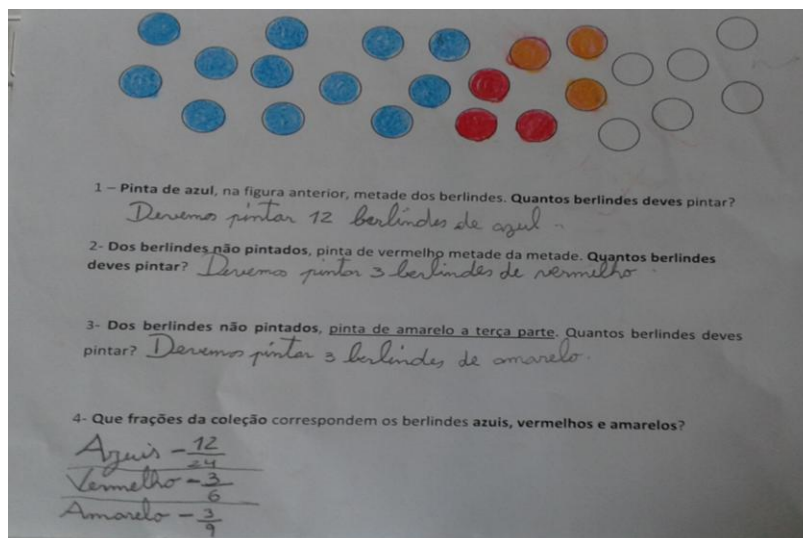 1 – Pinta de azul, na figura anterior, metade dos berlindes. Quantos berlindes deves pintar?
Devemos pintar 12 berlindes de azul.
2- Dos berlindes não pintados, pinta de vermelho metade da metade. Quantos berlindes
deves pintar? Devemos pintar 3 berlindes de vermelho.
3- Dos berlindes não pintados, pinta de amarelo a terça parte. Quantos berlindes deves
pintar? Devemos pintar 3 berlindes de amarelo.
4- Que frações da coleção correspondem os berlindes azuis, vermelhos e amarelos?
Azuis – 12/24
Vermelho – 3/6
Amarelo – 3/9